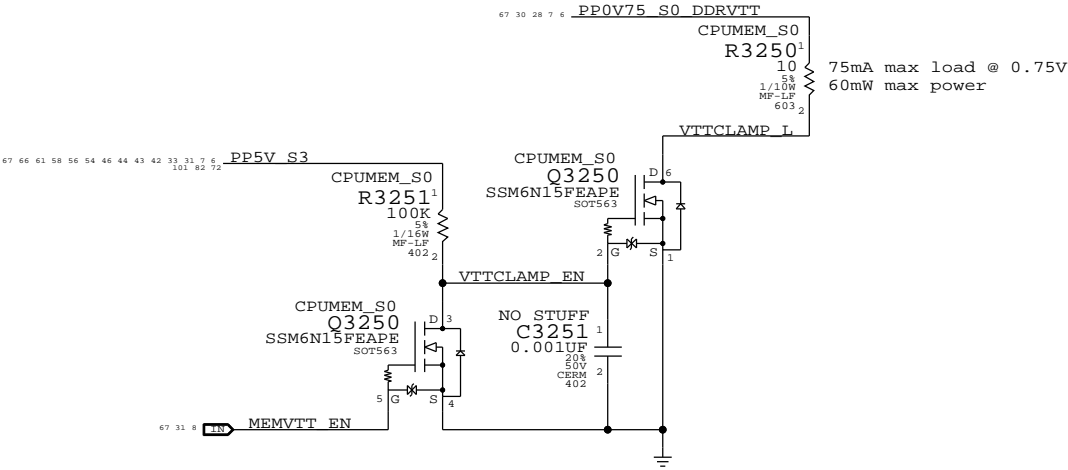 67 30 28 7 6 PP0V75_S0_DDRVTT
CPUMEM_S0
R3250 1
10
5%
1/10W
MF-LF
603 2
75mA max load @ 0.75V
60mW max power
VTTCLAMP_L
67 66 61 58 56 54 46 44 43 42 33 31 7 6 PP5V_S3
101 82 72
CPUMEM_S0
R3251 1
100K
5%
1/16W
MF-LF
402 2
CPUMEM_S0
Q3250
SSM6N15FEAPE
SOT563
D 6
2 G S 1
VTTCLAMP_EN
CPUMEM_S0
Q3250
SSM6N15FEAPE
SOT563
D 3
5 G S 4
NO STUFF
C3251 1
0.001UF
20%
50V
CERM
402 2
67 31 8 IN MEMVTT_EN